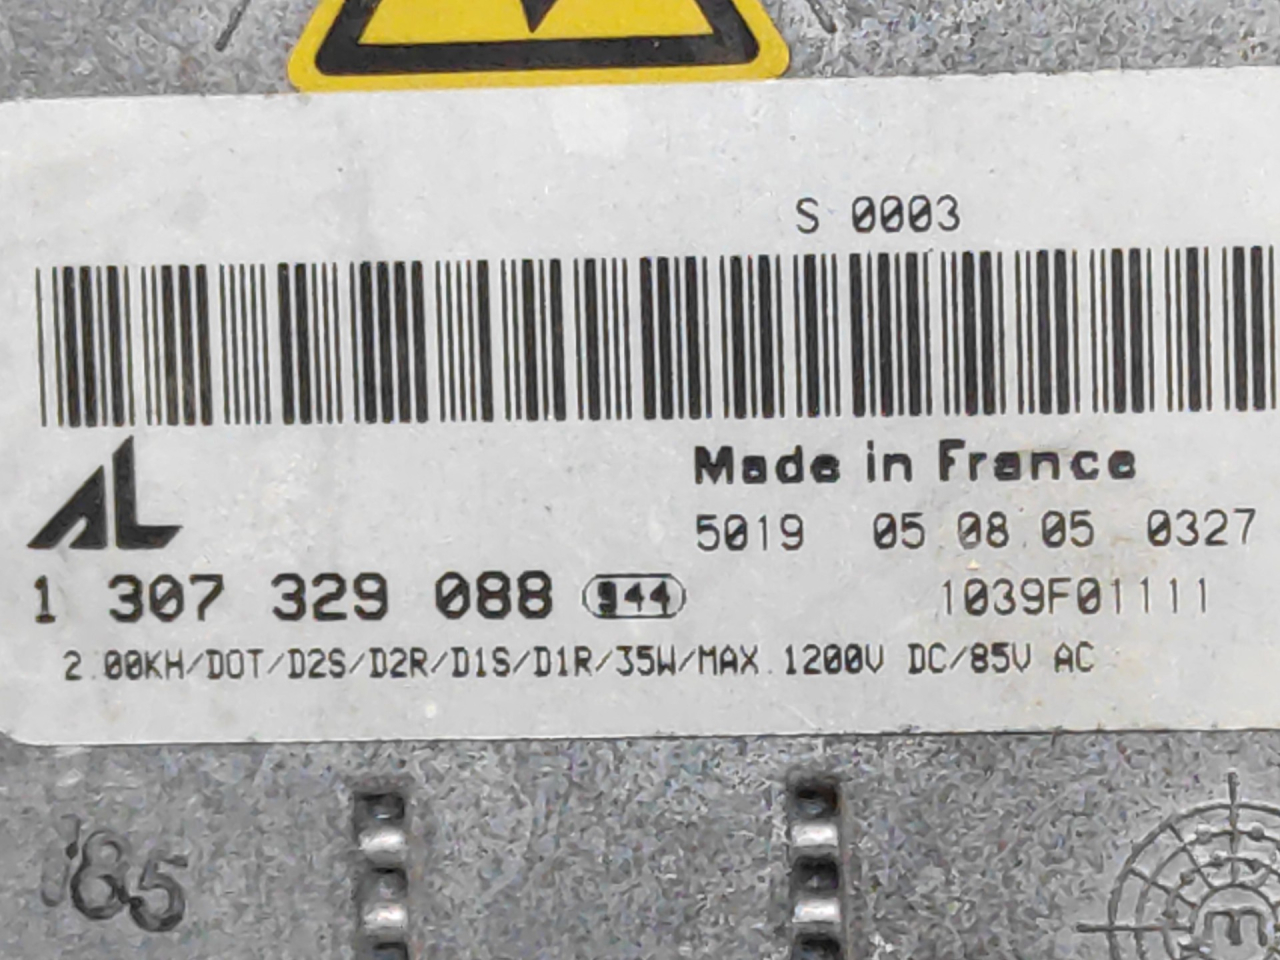 S 0003
AL
Made in France
5019 05 08 05 0327
1 307 329 088 944 1039F01111
2.00KH/DOT/D2S/D2R/D1S/D1R/35W/MAX.1200V DC/85V AC
85
m